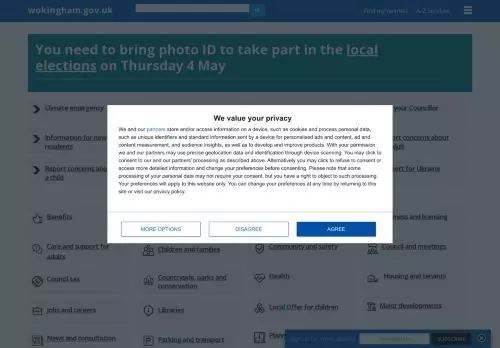 wokingham.gov.uk
Find my nearest
A-Z Services
You need to bring photo ID to take part in the local
elections on Thursday 4 May
Climate emergency
your Councillor
Information for new
residents
Report concerns about
a child
report concerns about
Support for Ukraine
We value your privacy
We and our partners store and/or access information on a device, such as cookies and process personal data,
such as unique identifiers and standard information sent by a device for personalised ads and content, ad and
content measurement, and audience insights, as well as to develop and improve products. With your permission
we and our partners may use precise geolocation data and identification through device scanning. You may click to
consent to our and our partners' processing as described above. Alternatively you may click to refuse to consent or
access more detailed information and change your preferences before consenting. Please note that some
processing of your personal data may not require your consent, but you have a right to object to such processing.
Your preferences will apply to this website only. You can change your preferences at any time by returning to
this site or visit our privacy policy.
MORE OPTIONS
DISAGREE
AGREE
Benefits
and licensing
Care and support for
adults
Children and families
Community and safety
Council and meetings
Council tax
Countryside, parks and
conservation
Health
Housing and tenants
Jobs and careers
Libraries
Local Offer for children
Major developments
News and consultation
Parking and transport
SUBSCRIBE